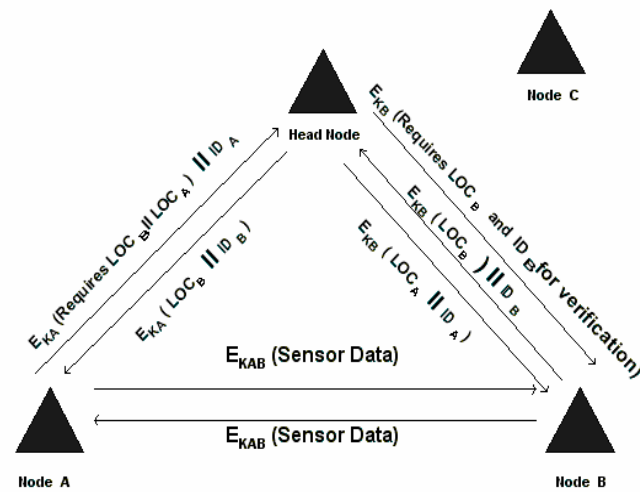 Node C
Head Node
E_KA (Requires LOC_B || LOC_A) || ID_A
E_KA (LOC_B || ID_B)
E_KB (Requires LOC_B and ID_B for verification)
E_KB (LOC_B) || ID_B
E_KB (LOC_A || ID_A)
E_KAB (Sensor Data)
E_KAB (Sensor Data)
Node A
Node B